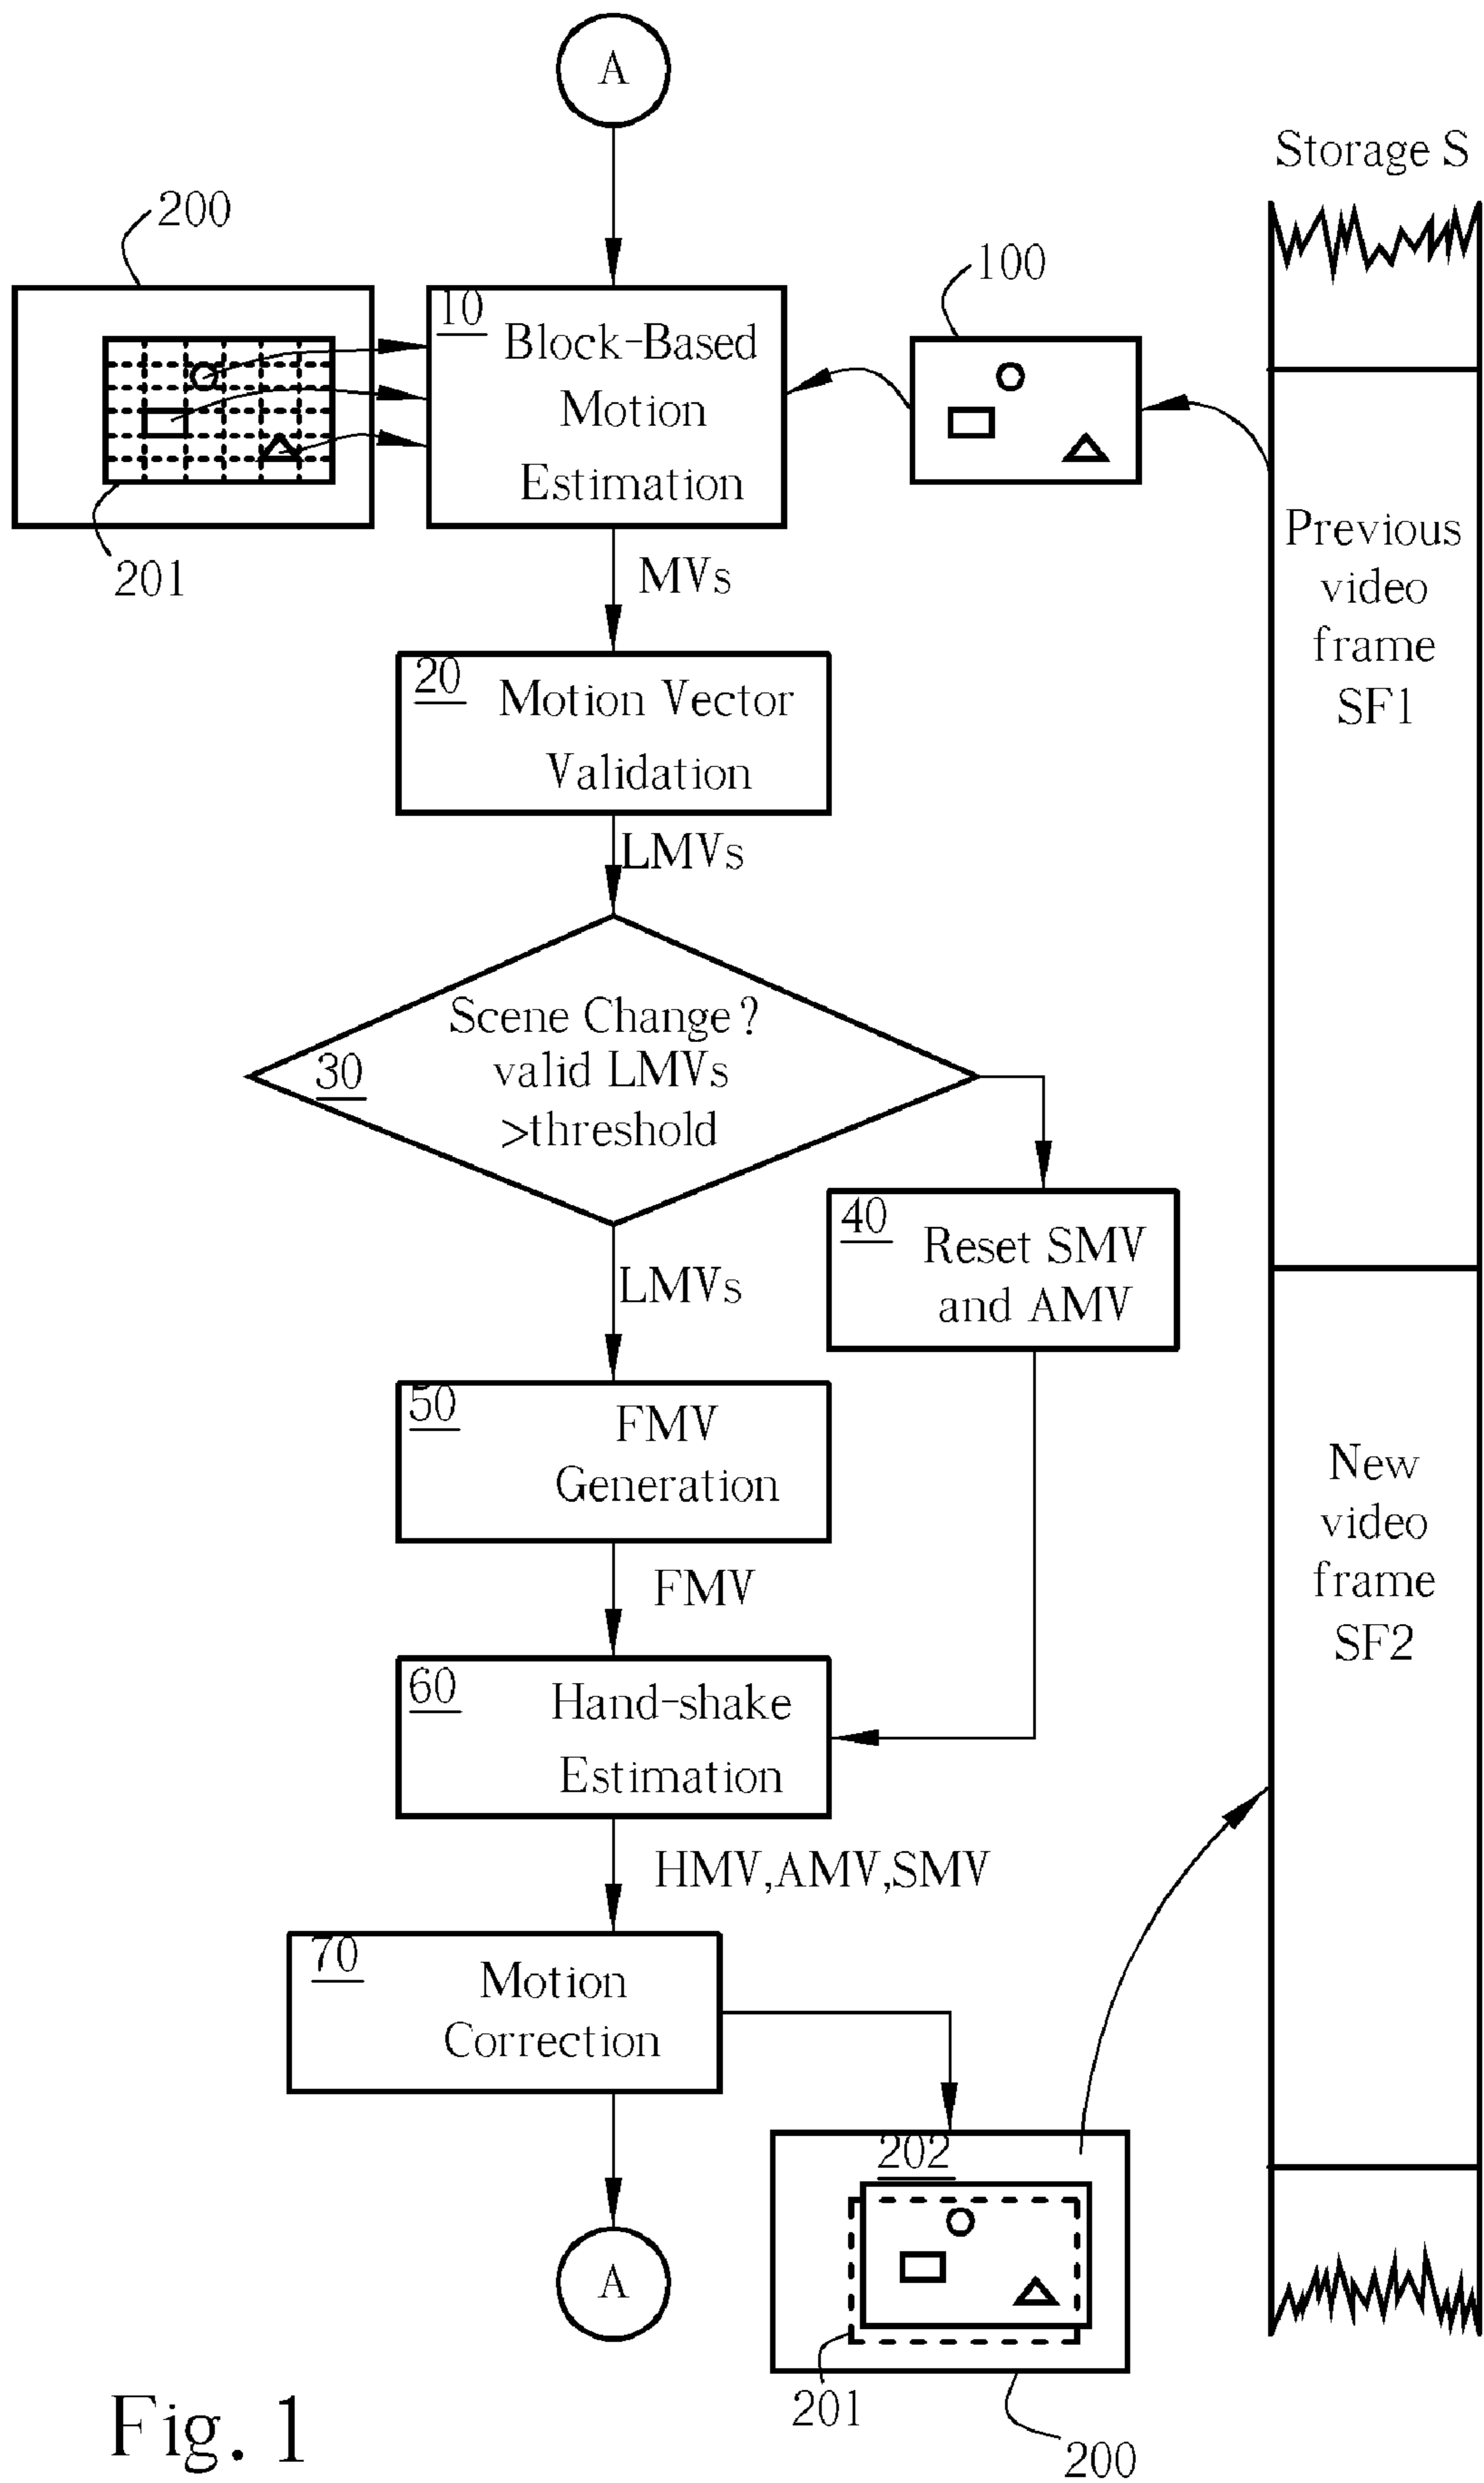 A
Storage S
200
100
10
Block-Based
Motion
Estimation
201
MVs
Previous
video
frame
SF1
20
Motion Vector
Validation
LMVs
Scene Change?
30
valid LMVs
>threshold
40
Reset SMV
and AMV
LMVs
50
FMV
Generation
New
video
frame
SF2
FMV
60
Hand-shake
Estimation
HMV,AMV,SMV
70
Motion
Correction
202
A
201
200
Fig. 1